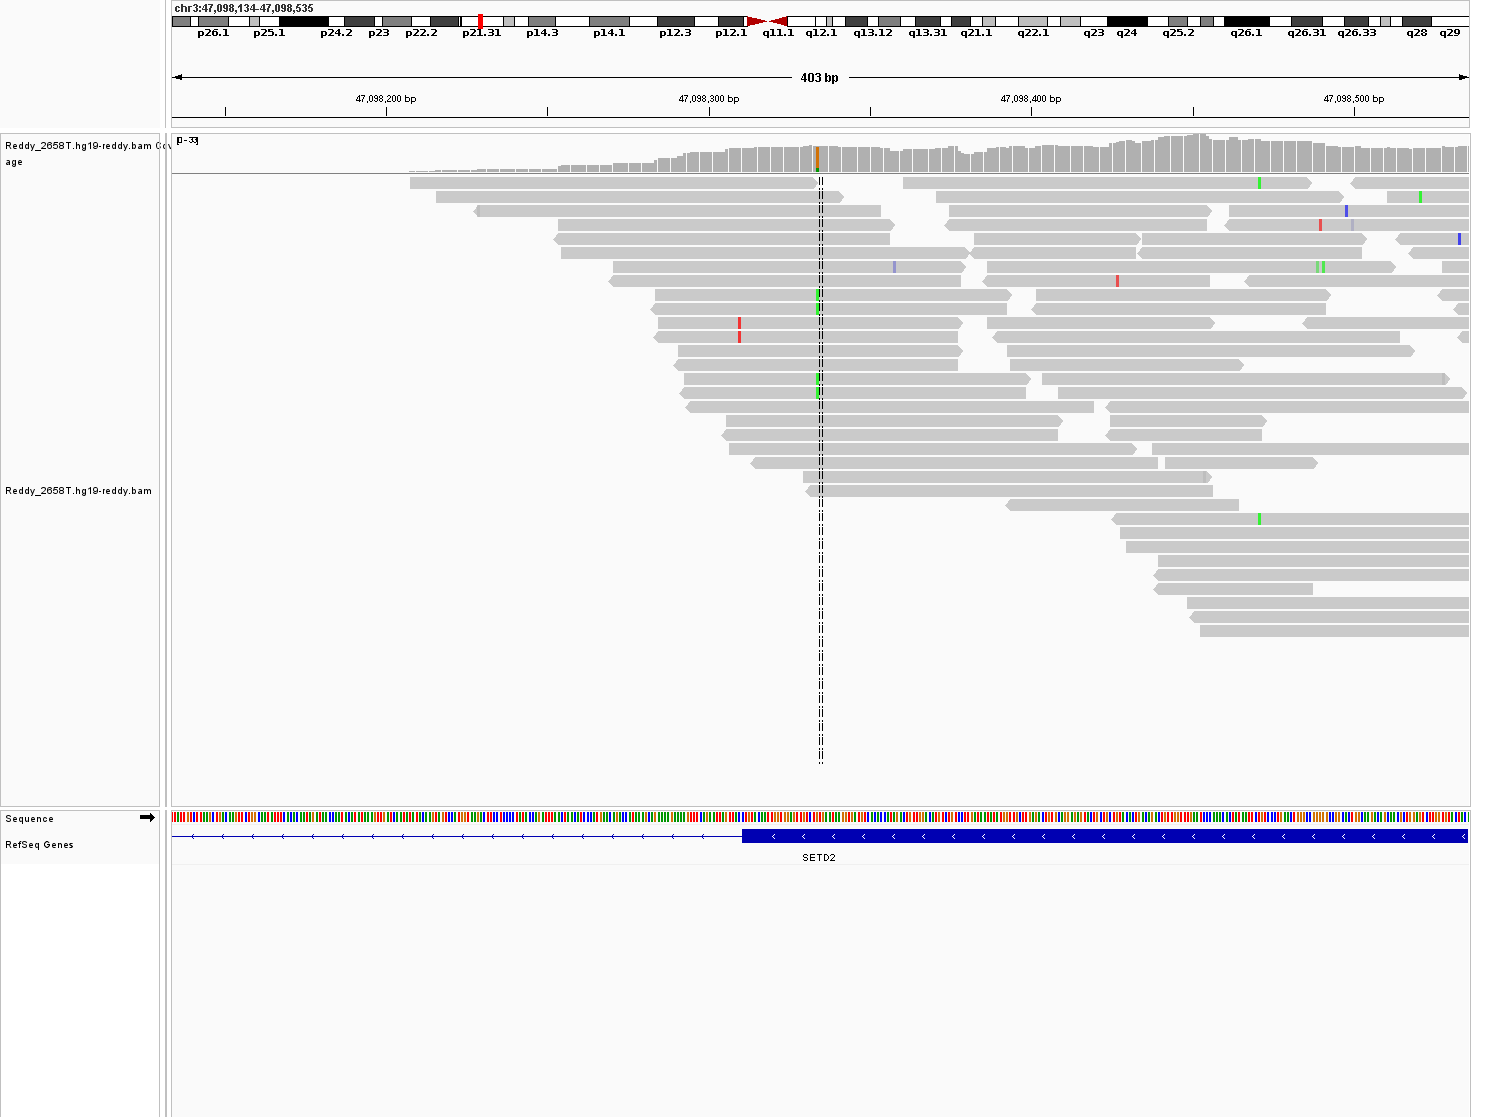 chr3:47,098,134-47,098,535
p26.1 p25.1 p24.2 p23 p22.2 p21.31 p14.3 p14.1 p12.3 p12.1 q11.1 q12.1 q13.12 q13.31 q21.1 q22.1 q23 q24 q25.2 q26.1 q26.31 q26.33 q28 q29
403 bp
47,098,200 bp 47,098,300 bp 47,098,400 bp 47,098,500 bp
[0-33]
Reddy_2658T.hg19-reddy.bam Cov
age
Reddy_2658T.hg19-reddy.bam
Sequence
RefSeq Genes
SETD2